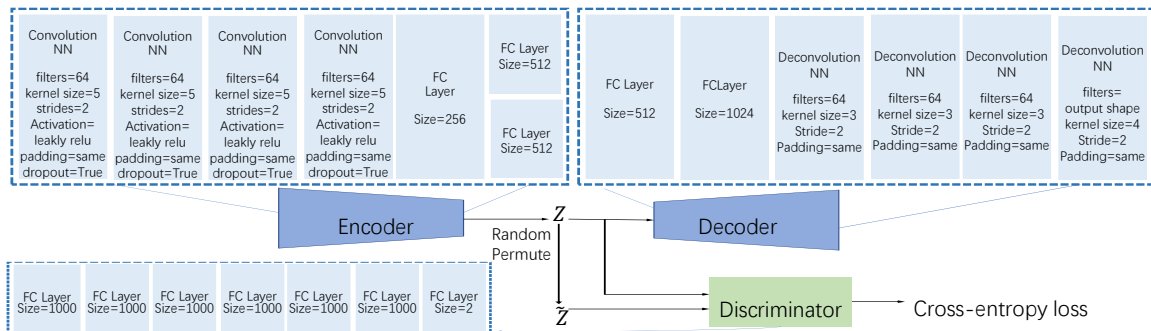 Convolution
NN
filters=64
kernel size=5
strides=2
Activation=
leakly relu
padding=same
dropout=True
Convolution
NN
filters=64
kernel size=5
strides=2
Activation=
leakly relu
padding=same
dropout=True
Convolution
NN
filters=64
kernel size=5
strides=2
Activation=
leakly relu
padding=same
dropout=True
Convolution
NN
filters=64
kernel size=5
strides=2
Activation=
leakly relu
padding=same
dropout=True
FC
Layer
Size=256
FC Layer
Size=512
FC Layer
Size=512
FC Layer
Size=512
FCLayer
Size=1024
Deconvolution
NN
filters=64
kernel size=3
Stride=2
Padding=same
Deconvolution
NN
filters=64
kernel size=3
Stride=2
Padding=same
Deconvolution
NN
filters=64
kernel size=3
Stride=2
Padding=same
Deconvolution
NN
filters=
output shape
kernel size=4
Stride=2
Padding=same
Encoder
Z
Decoder
Random
Permute
FC Layer
Size=1000
FC Layer
Size=1000
FC Layer
Size=1000
FC Layer
Size=1000
FC Layer
Size=1000
FC Layer
Size=1000
FC Layer
Size=2
Z̃
Discriminator
Cross-entropy loss